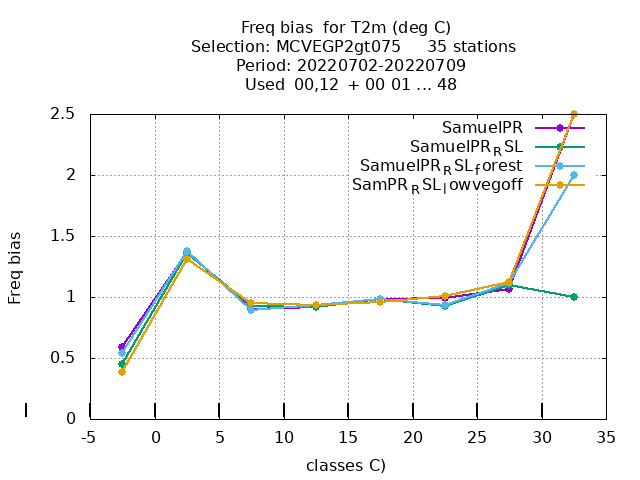 Freq bias  for T2m (deg C)
Selection: MCVEGP2gt075     35 stations
Period: 20220702-20220709
Used  00,12  + 00 01 ... 48
2.5
2
1.5
1
0.5
0
Freq bias
SamuelPR
SamuelPR_RSL
SamuelPR_RSL_forest
SamPR_RSL_lowvegoff
-5 0 5 10 15 20 25 30 35
classes C)